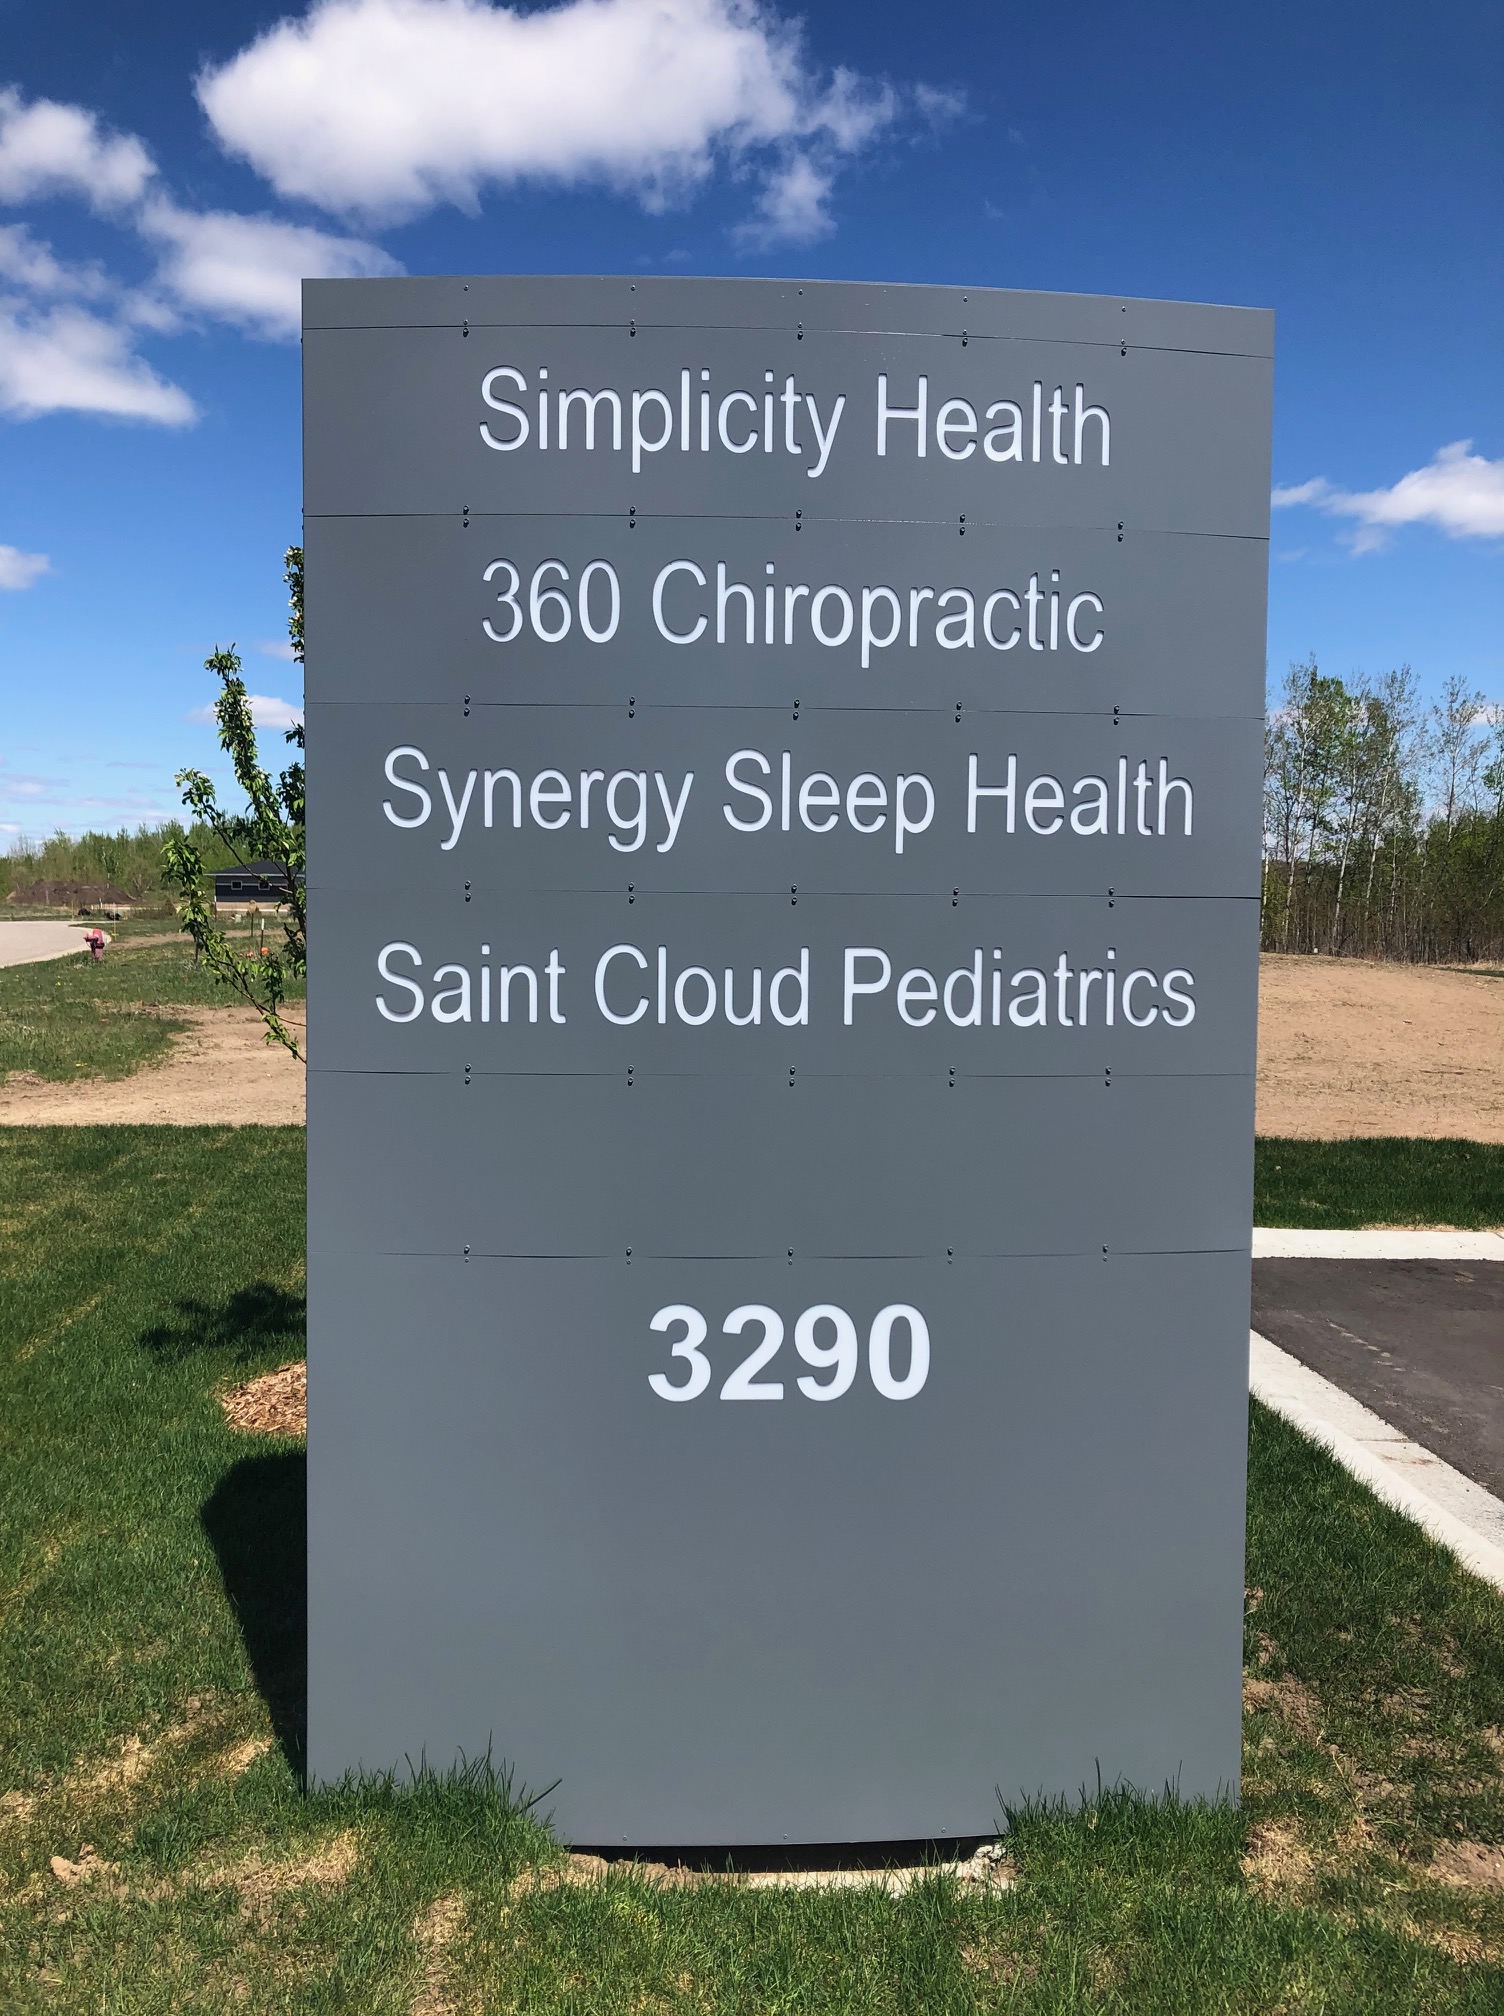 Simplicity Health
360 Chiropractic
Synergy Sleep Health
Saint Cloud Pediatrics
3290